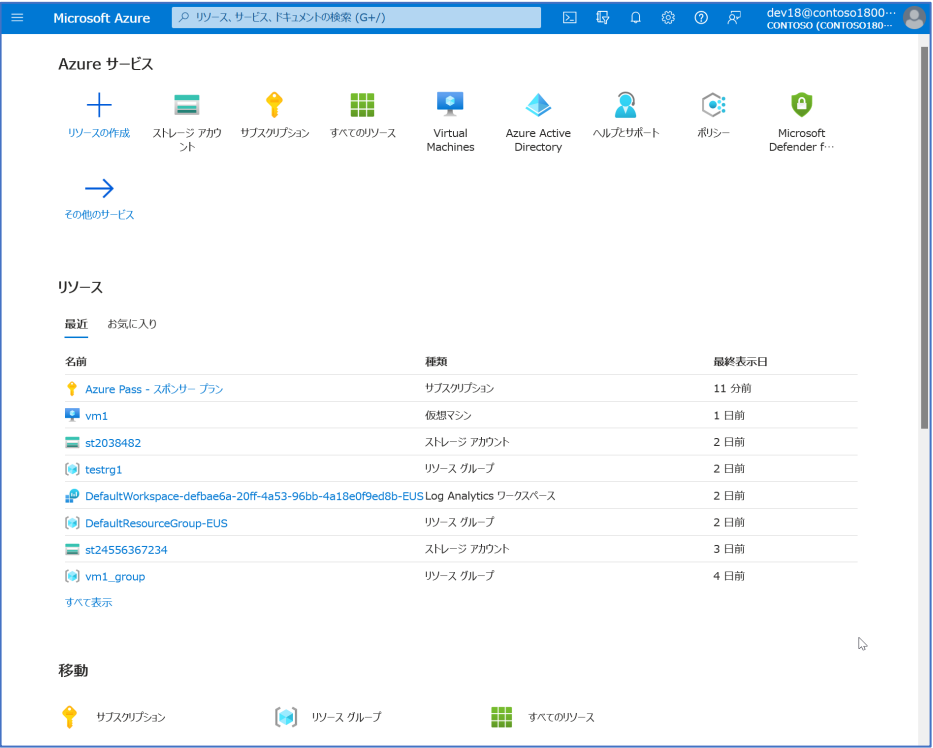 Microsoft Azure
リソース、サービス、ドキュメントの検索 (G+/)
dev18@contoso1800…
CONTOSO (CONTOSO180…
Azure サービス
リソースの作成
ストレージ アカウ
ント
サブスクリプション
すべてのリソース
Virtual
Machines
Azure Active
Directory
ヘルプとサポート
ポリシー
Microsoft
Defender f…
その他のサービス
リソース
最近 お気に入り
名前 種類 最終表示日
Azure Pass - スポンサー プラン サブスクリプション 11 分前
vm1 仮想マシン 1 日前
st2038482 ストレージ アカウント 2 日前
testrg1 リソース グループ 2 日前
DefaultWorkspace-defbae6a-20ff-4a53-96bb-4a18e0f9ed8b-EUS Log Analytics ワークスペース 2 日前
DefaultResourceGroup-EUS リソース グループ 2 日前
st24556367234 ストレージ アカウント 3 日前
vm1_group リソース グループ 4 日前
すべて表示
移動
サブスクリプション リソース グループ すべてのリソース